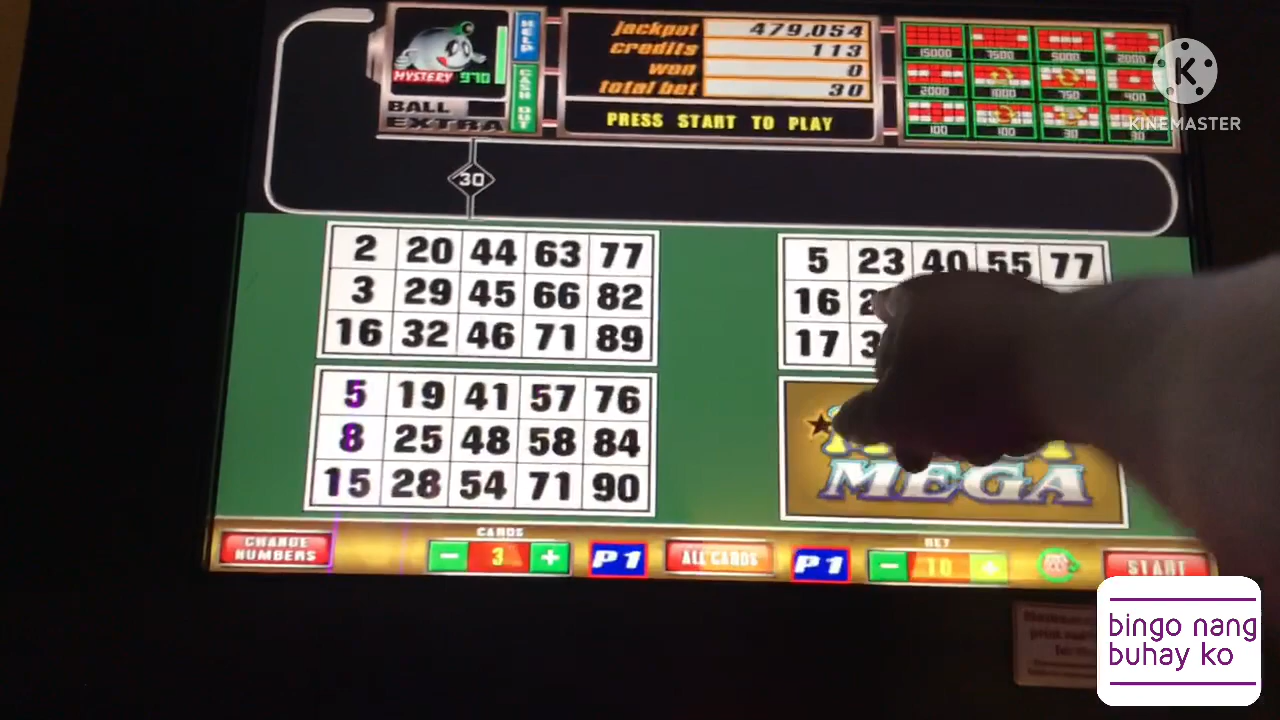 jackpot 479,054
credits 113
won 0
total bet 30
PRESS START TO PLAY
HELP
CASH OUT
MYSTERY 970
BALL
EXTRA
15000 7500 5000 2000
2000 1000 750 400
100 100 30 30
KINEMASTER
30
2 20 44 63 77
3 29 45 66 82
16 32 46 71 89
5 23 40 55 77
16
17
5 19 41 57 76
8 25 48 58 84
15 28 54 71 90
MEGA
CHANGE NUMBERS
CARDS
- 3 +
P1
ALL CARDS
P1
BET
- 10 +
START
bingo nang
buhay ko